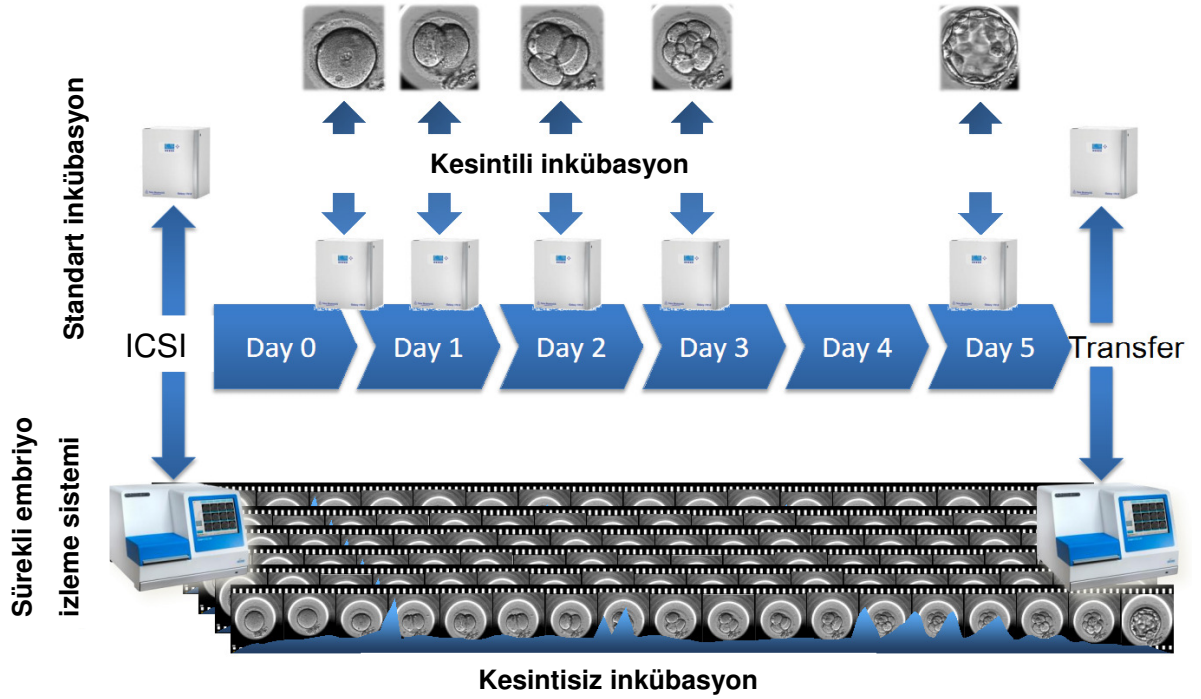 Standart inkübasyon
Kesintili inkübasyon
ICSI
Day 0
Day 1
Day 2
Day 3
Day 4
Day 5
Transfer
Sürekli embriyo
izleme sistemi
Kesintisiz inkübasyon